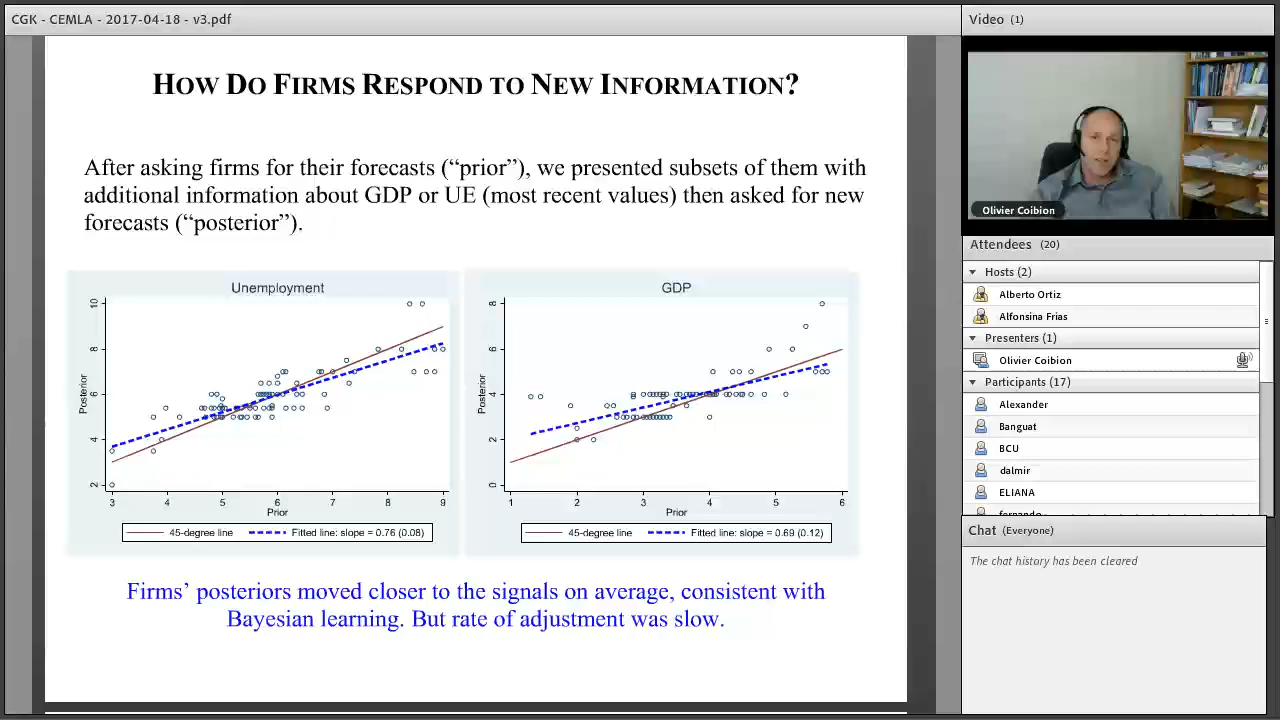 CGK - CEMLA - 2017-04-18 - v3.pdf
HOW DO FIRMS RESPOND TO NEW INFORMATION?
After asking firms for their forecasts (“prior”), we presented subsets of them with
additional information about GDP or UE (most recent values) then asked for new
forecasts (“posterior”).
Unemployment
Posterior
10
8
6
4
2
3 4 5 6 7 8 9
Prior
45-degree line Fitted line: slope = 0.76 (0.08)
GDP
Posterior
8
6
4
2
0
1 2 3 4 5 6
Prior
45-degree line Fitted line: slope = 0.69 (0.12)
Firms’ posteriors moved closer to the signals on average, consistent with
Bayesian learning. But rate of adjustment was slow.
Video (1)
Olivier Coibion
Attendees (20)
Hosts (2)
Alberto Ortiz
Alfonsina Frias
Presenters (1)
Olivier Coibion
Participants (17)
Alexander
Banguat
BCU
dalmir
ELIANA
Chat (Everyone)
The chat history has been cleared